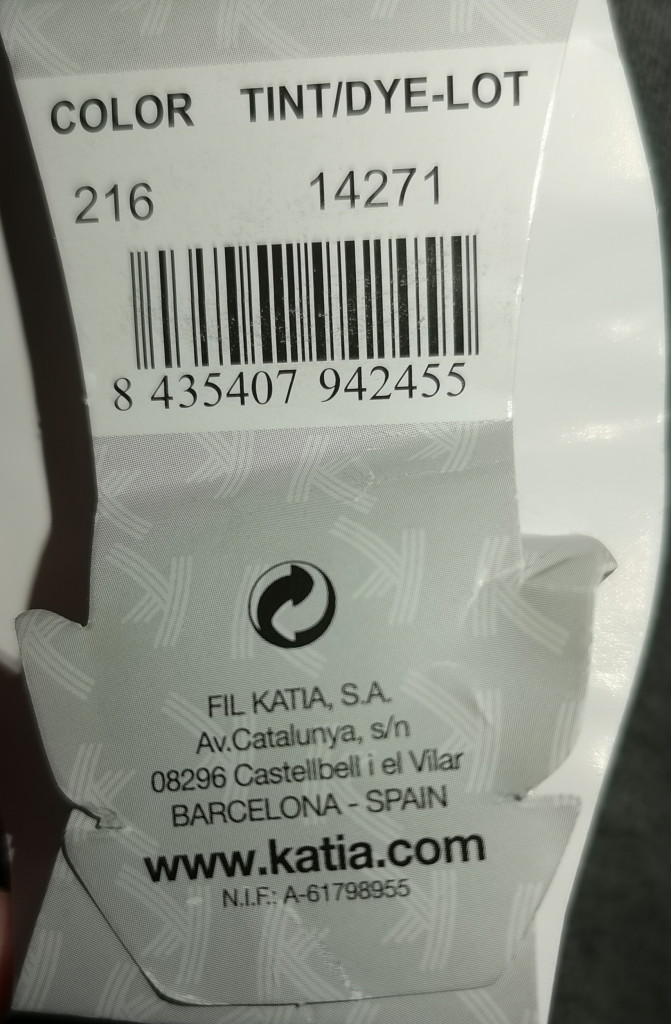 COLOR TINT/DYE-LOT
216 14271
8 435407 942455
FIL KATIA, S.A.
Av.Catalunya, s/n
08296 Castellbell i el Vilar
BARCELONA - SPAIN
www.katia.com
N.I.F.: A-61798955